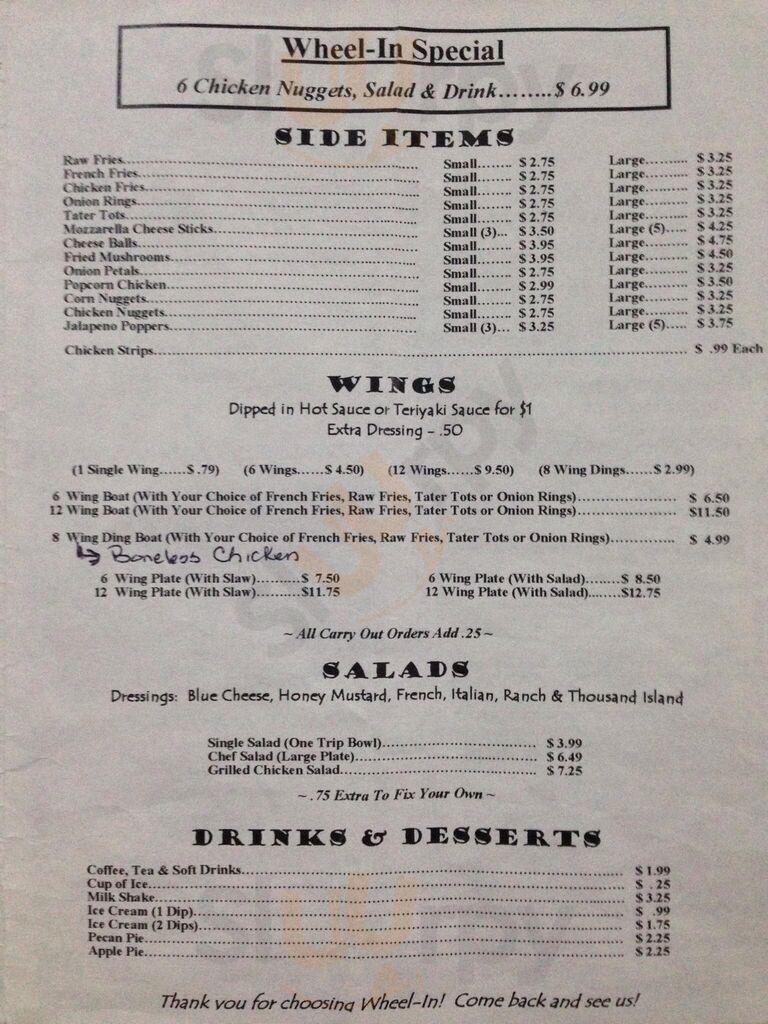 Wheel-In Special
6 Chicken Nuggets, Salad & Drink........$ 6.99
SIDE ITEMS
Raw Fries.......... Small........ $ 2.75 Large.......... $ 3.25
French Fries.......... Small........ $ 2.75 Large.......... $ 3.25
Chicken Fries.......... Small........ $ 2.75 Large.......... $ 3.25
Onion Rings.......... Small........ $ 2.75 Large.......... $ 3.25
Tater Tots.......... Small........ $ 2.75 Large.......... $ 3.25
Mozzarella Cheese Sticks.......... Small (3)... $ 3.50 Large (5)..... $ 4.25
Cheese Balls.......... Small........ $ 3.95 Large.......... $ 4.75
Fried Mushrooms.......... Small........ $ 3.95 Large.......... $ 4.50
Onion Petals.......... Small........ $ 2.75 Large.......... $ 3.25
Popcorn Chicken.......... Small........ $ 2.99 Large.......... $ 3.50
Corn Nuggets.......... Small........ $ 2.75 Large.......... $ 3.25
Chicken Nuggets.......... Small........ $ 2.75 Large.......... $ 3.25
Jalapeno Poppers.......... Small (3)... $ 3.25 Large (5)..... $ 3.75
Chicken Strips.......... $ .99 Each
WINGS
Dipped in Hot Sauce or Teriyaki Sauce for $1
Extra Dressing - .50
(1 Single Wing......$ .79) (6 Wings......$ 4.50) (12 Wings......$ 9.50) (8 Wing Dings......$ 2.99)
6 Wing Boat (With Your Choice of French Fries, Raw Fries, Tater Tots or Onion Rings).......... $ 6.50
12 Wing Boat (With Your Choice of French Fries, Raw Fries, Tater Tots or Onion Rings).......... $11.50
8 Wing Ding Boat (With Your Choice of French Fries, Raw Fries, Tater Tots or Onion Rings).......... $ 4.99
Boneless Chicken
6 Wing Plate (With Slaw)..........$ 7.50 6 Wing Plate (With Salad)........$ 8.50
12 Wing Plate (With Slaw)..........$11.75 12 Wing Plate (With Salad)........$12.75
~ All Carry Out Orders Add .25 ~
SALADS
Dressings: Blue Cheese, Honey Mustard, French, Italian, Ranch & Thousand Island
Single Salad (One Trip Bowl).......... $ 3.99
Chef Salad (Large Plate).......... $ 6.49
Grilled Chicken Salad.......... $ 7.25
~ .75 Extra To Fix Your Own ~
DRINKS & DESSERTS
Coffee, Tea & Soft Drinks.......... $ 1.99
Cup of Ice.......... $ .25
Milk Shake.......... $ 3.25
Ice Cream (1 Dip).......... $ .99
Ice Cream (2 Dips).......... $ 1.75
Pecan Pie.......... $ 2.25
Apple Pie.......... $ 2.25
Thank you for choosing Wheel-In! Come back and see us!